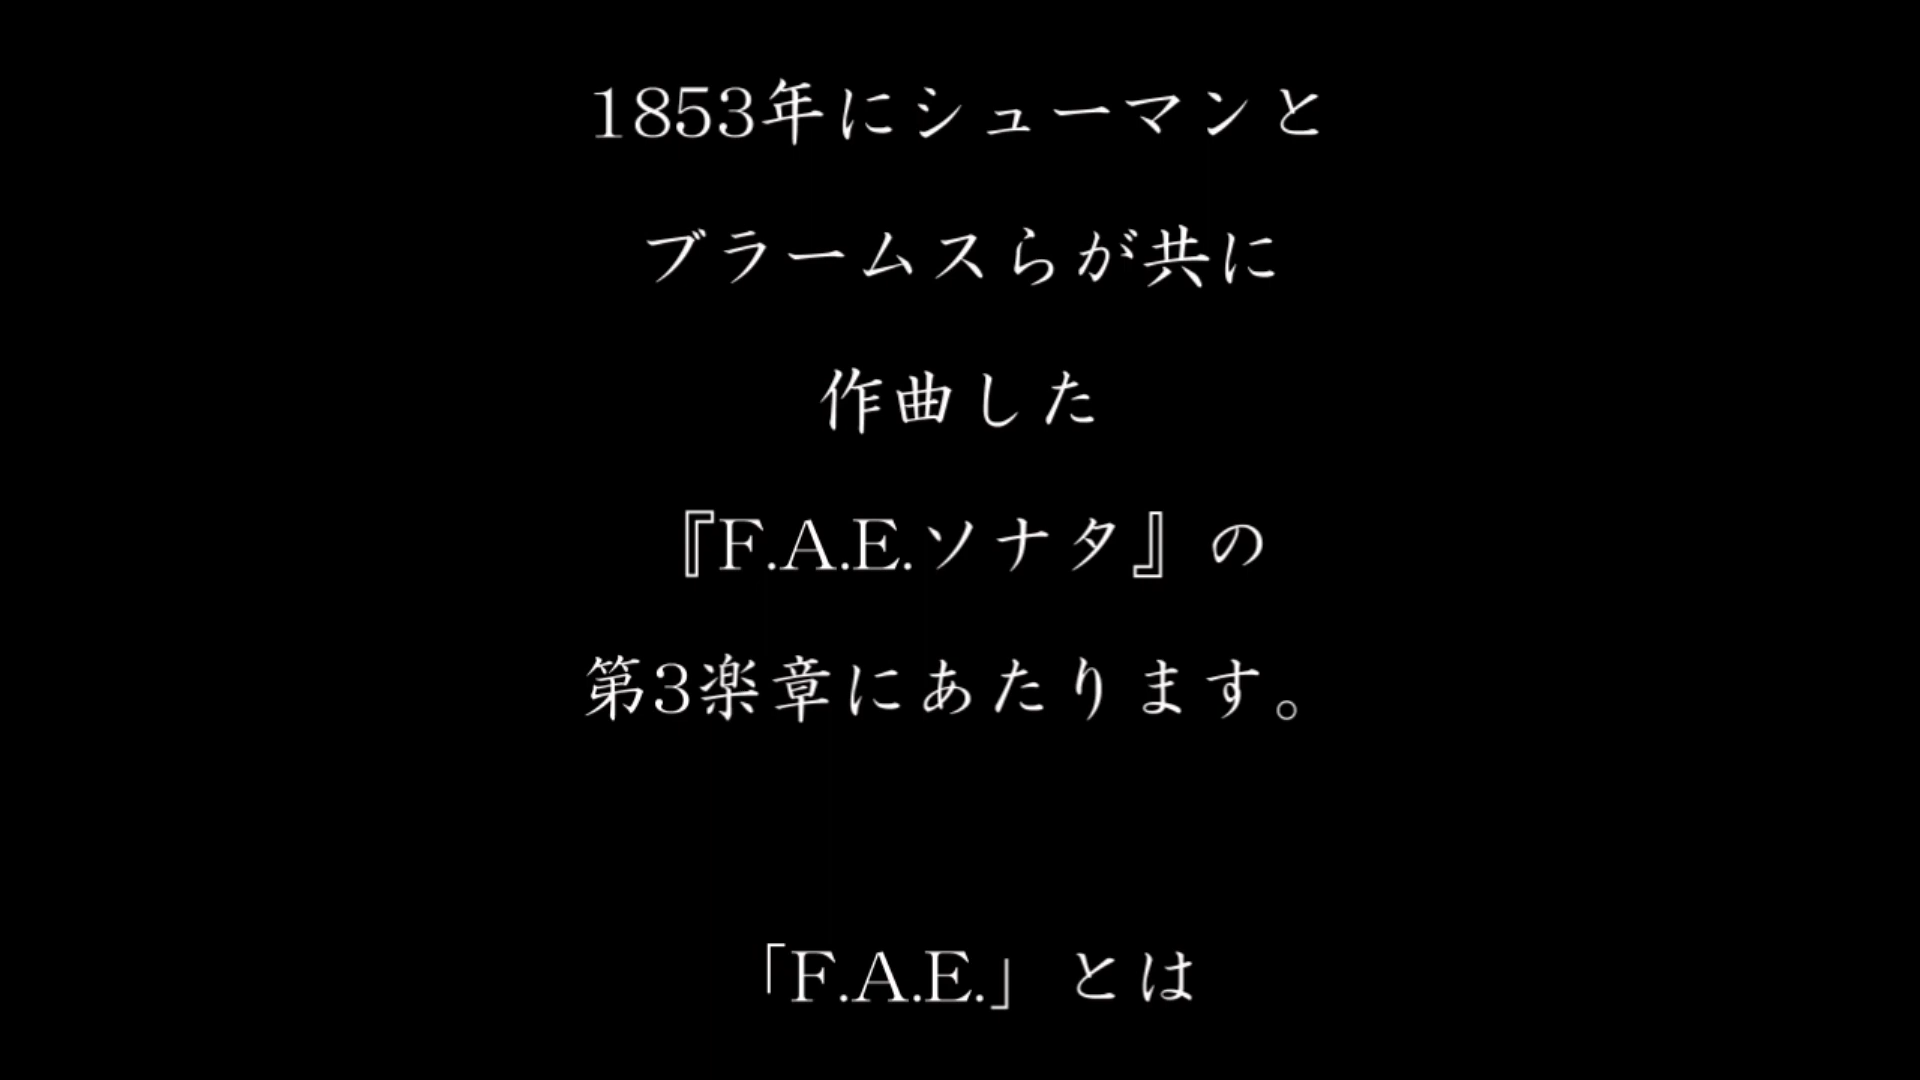 1853年にシューマンと
ブラームスらが共に
作曲した
『F.A.E.ソナタ』の
第3楽章にあたります。
「F.A.E.」とは